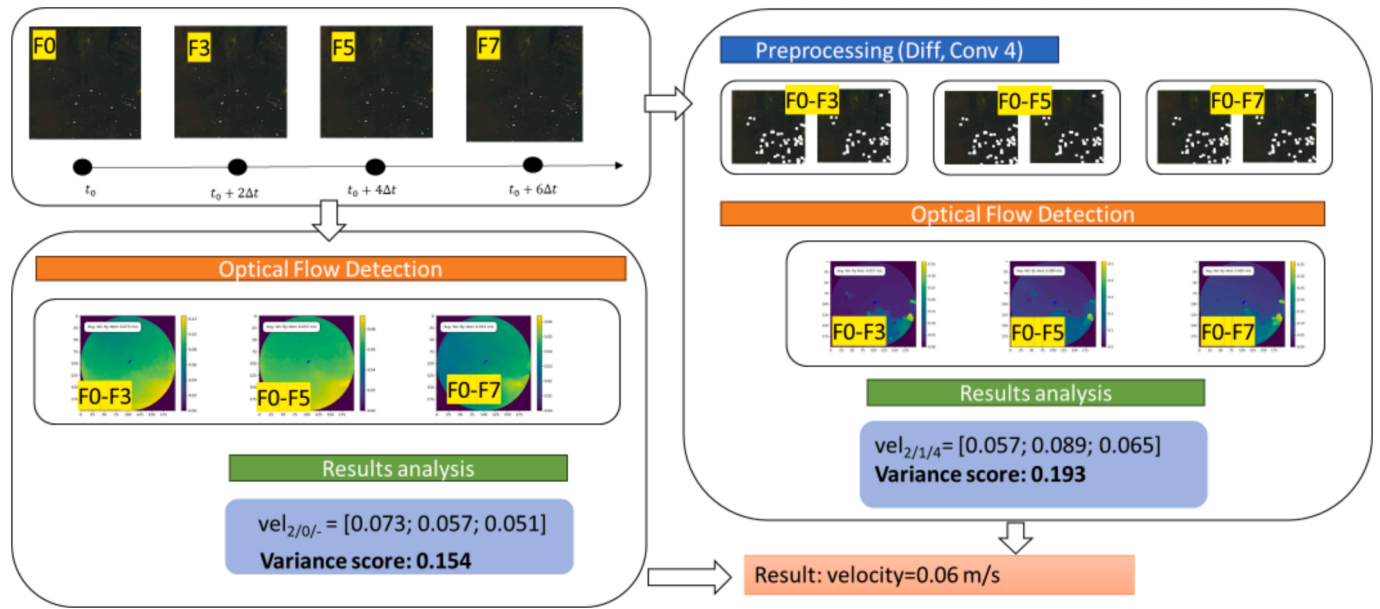 F0
F3
F5
F7
t₀
t₀ + 2Δt
t₀ + 4Δt
t₀ + 6Δt
Optical Flow Detection
F0-F3
F0-F5
F0-F7
Results analysis
vel₂/₀/₋ = [0.073; 0.057; 0.051]
Variance score: 0.154
Preprocessing (Diff, Conv 4)
F0-F3
F0-F5
F0-F7
Optical Flow Detection
F0-F3
F0-F5
F0-F7
Results analysis
vel₂/₁/₄= [0.057; 0.089; 0.065]
Variance score: 0.193
Result: velocity=0.06 m/s